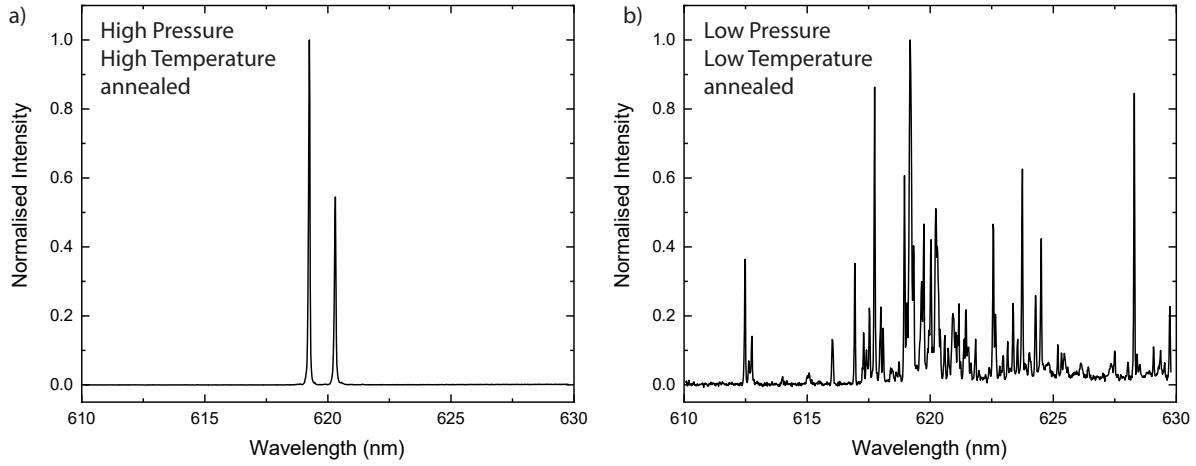 a)
High Pressure
High Temperature
annealed
Normalised Intensity
1.0
0.8
0.6
0.4
0.2
0.0
610
615
620
625
630
Wavelength (nm)
b)
Low Pressure
Low Temperature
annealed
Normalised Intensity
1.0
0.8
0.6
0.4
0.2
0.0
610
615
620
625
630
Wavelength (nm)